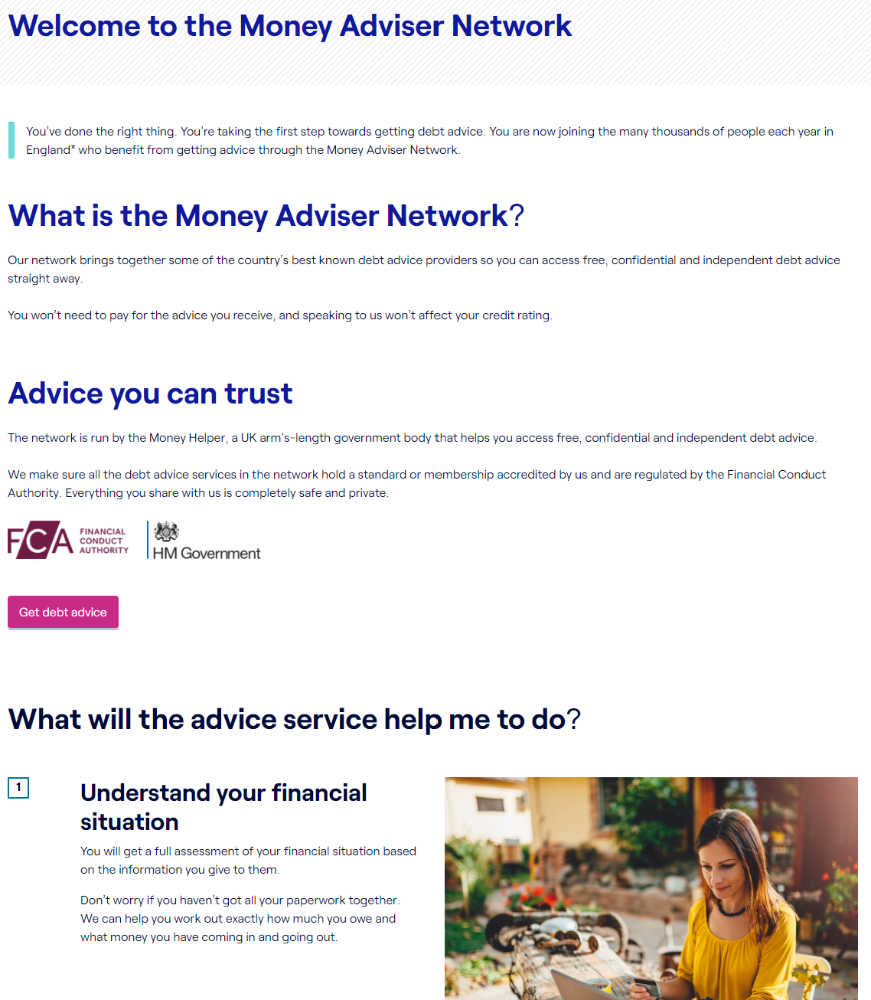 Welcome to the Money Adviser Network
You’ve done the right thing. You’re taking the first step towards getting debt advice. You are now joining the many thousands of people each year in
England* who benefit from getting advice through the Money Adviser Network.
What is the Money Adviser Network?
Our network brings together some of the country’s best known debt advice providers so you can access free, confidential and independent debt advice
straight away.
You won’t need to pay for the advice you receive, and speaking to us won’t affect your credit rating.
Advice you can trust
The network is run by the Money Helper, a UK arm’s-length government body that helps you access free, confidential and independent debt advice.
We make sure all the debt advice services in the network hold a standard or membership accredited by us and are regulated by the Financial Conduct
Authority. Everything you share with us is completely safe and private.
FCA FINANCIAL
CONDUCT
AUTHORITY
HM Government
Get debt advice
What will the advice service help me to do?
1
Understand your financial
situation
You will get a full assessment of your financial situation based
on the information you give to them.
Don’t worry if you haven’t got all your paperwork together.
We can help you work out exactly how much you owe and
what money you have coming in and going out.